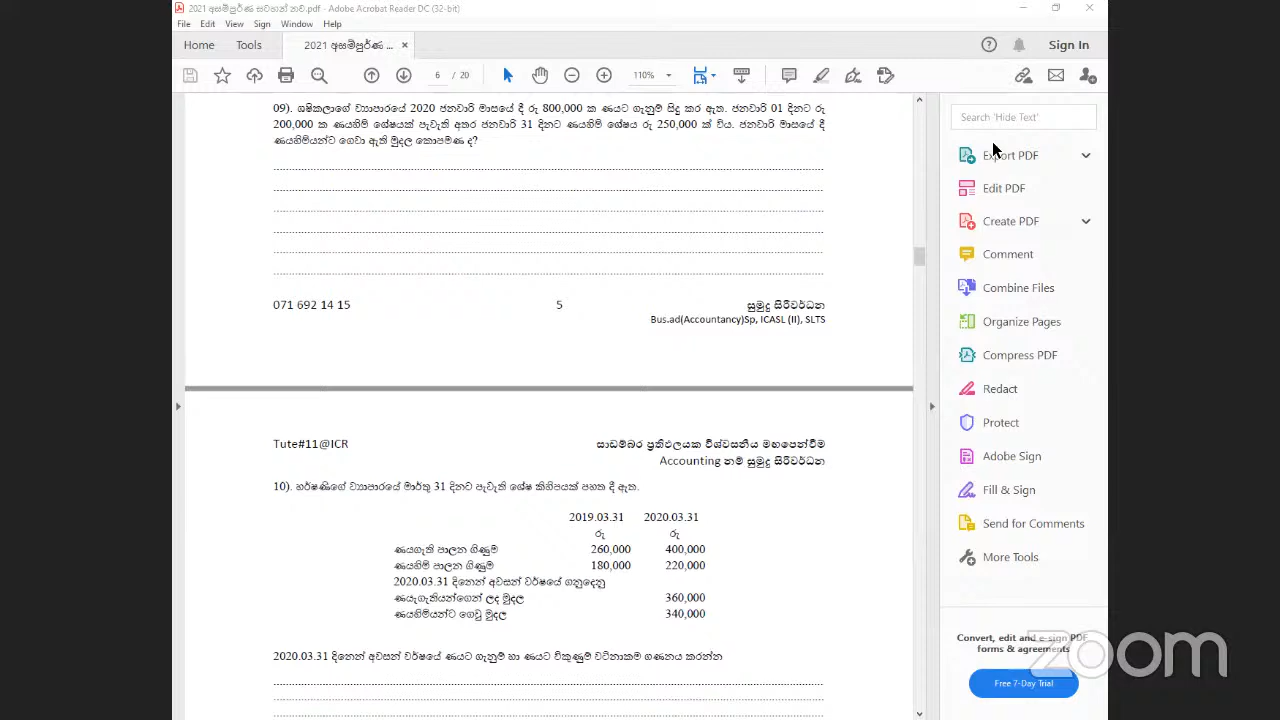 2021 අසම්පූර්ණ සටහන් නව.pdf - Adobe Acrobat Reader DC (32-bit)
File Edit View Sign Window Help
Home Tools 2021 අසම්පූර්ණ ... × Sign In
6 / 20 110%
09). ශෂිකලාගේ ව්‍යාපාරයේ 2020 ජනවාරි මාසයේ දී රු 800,000 ක ණයට ගැනුම් සිදු කර ඇත. ජනවාරි 01 දිනට රු
200,000 ක ණයහිමි ශේෂයක් පැවැති අතර ජනවාරි 31 දිනට ණයහිමි ශේෂය රු 250,000 ක් විය. ජනවාරි මාසයේ දී
ණයහිමියන්ට ගෙවා ඇති මුදල කොපමණ ද?
071 692 14 15 5 සුමුදු සිරිවර්ධන
Bus.ad(Accountancy)Sp, ICASL (II), SLTS
Tute#11@ICR සාඩම්බර ප්‍රතිඵලයක විශ්වසනීය මඟපෙන්වීම
Accounting නම් සුමුදු සිරිවර්ධන
10). හර්ෂණිගේ ව්‍යාපාරයේ මාර්තු 31 දිනට පැවැති ශේෂ කිහිපයක් පහත දී ඇත.
2019.03.31 2020.03.31
රු රු
ණයගැති පාලන ගිණුම 260,000 400,000
ණයහිමි පාලන ගිණුම 180,000 220,000
2020.03.31 දිනෙන් අවසන් වර්ෂයේ ගනුදෙනු
ණයැගැතියන්ගෙන් ලද මුදල 360,000
ණයහිමියන්ට ගෙවූ මුදල 340,000
2020.03.31 දිනෙන් අවසන් වර්ෂයේ ණයට ගැනුම් හා ණයට විකුණුම් වටිනාකම ගණනය කරන්න
Search 'Hide Text'
Export PDF
Edit PDF
Create PDF
Comment
Combine Files
Organize Pages
Compress PDF
Redact
Protect
Adobe Sign
Fill & Sign
Send for Comments
More Tools
Convert, edit and e-sign PDF
forms & agreements
Free 7-Day Trial
zoom